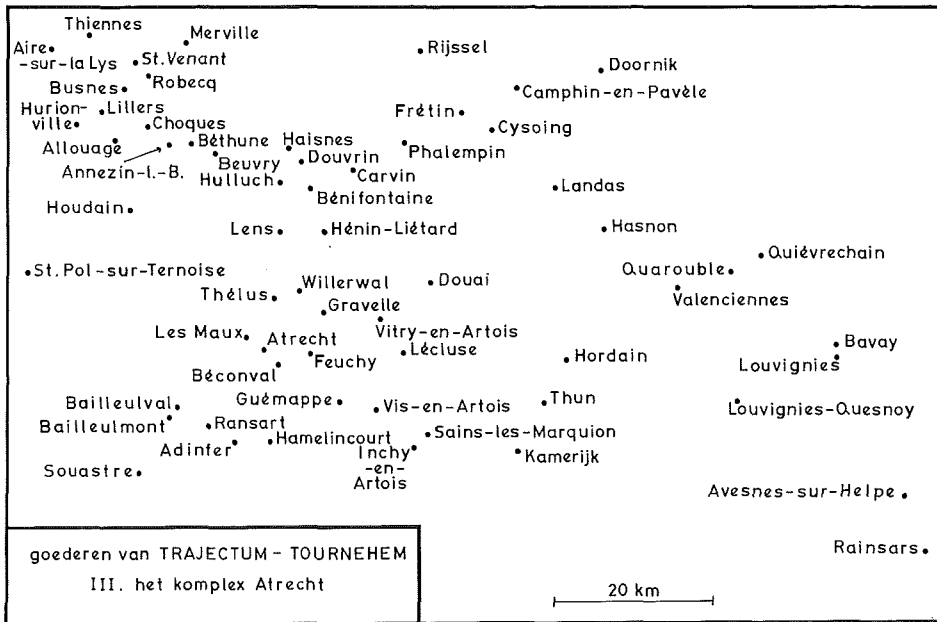 Thiennes
Merville
Aire
-sur-la Lys
St. Venant
Rijssel
Robecq
Doornik
Busnes
Camphin-en-Pavèle
Hurion-
ville
Lillers
Choques
Frétin
Cysoing
Allouage
Béthune
Haisnes
Phalempin
Annezin-l.-B.
Beuvry
Douvrin
Carvin
Hulluch
Bénifontaine
Landas
Houdain
Lens
Hénin-Liétard
Hasnon
Quiévrechain
St. Pol-sur-Ternoise
Willerwal
Douai
Quarouble
Thélus
Gravelle
Valenciennes
Les Maux
Atrecht
Vitry-en-Artois
Bavay
Feuchy
Lécluse
Hordain
Louvignies
Béconval
Bailleulval
Guémappe
Vis-en-Artois
Thun
Louvignies-Quesnoy
Bailleulmont
Ransart
Adinfer
Hamelincourt
Sains-les-Marquion
Inchy
-en-
Artois
Kamerijk
Souastre
Avesnes-sur-Helpe
Rainsars
goederen van TRAJECTUM-TOURNEHEM
III. het komplex Atrecht
20 km